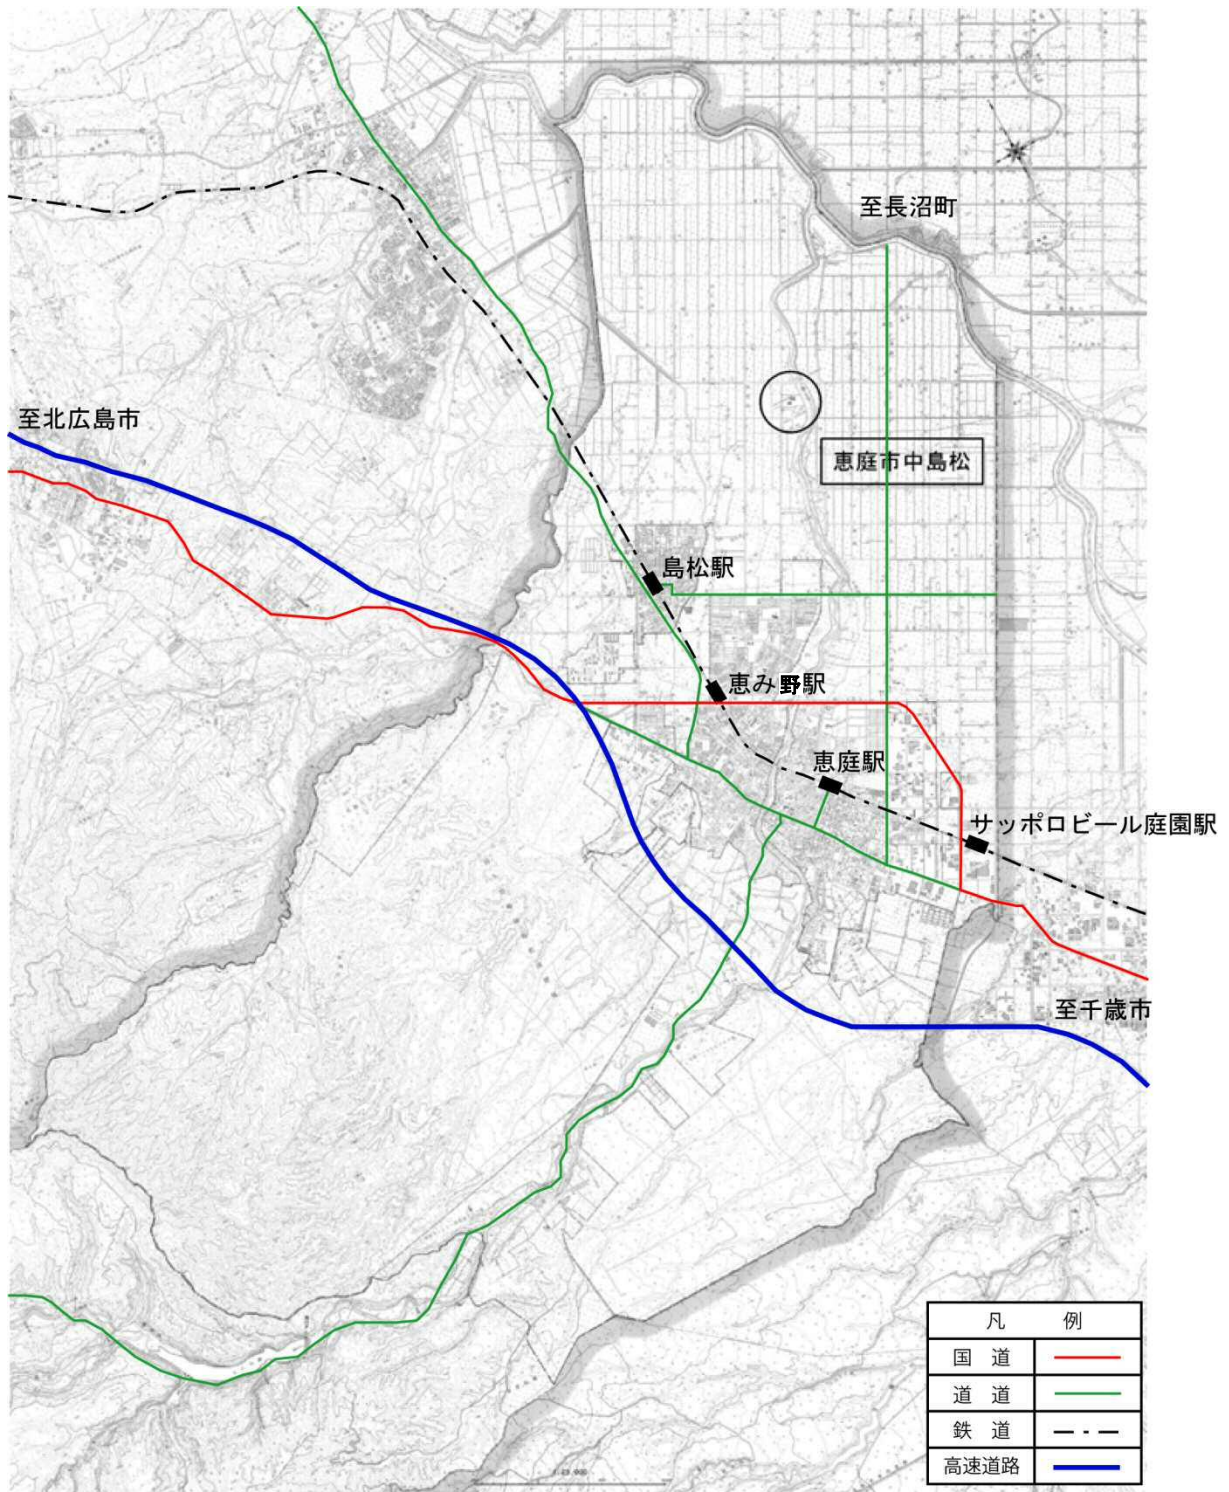 至長沼町
至北広島市
恵庭市中島松
島松駅
恵み野駅
恵庭駅
サッポロビール庭園駅
至千歳市
凡 例
国 道
道 道
鉄 道
高速道路